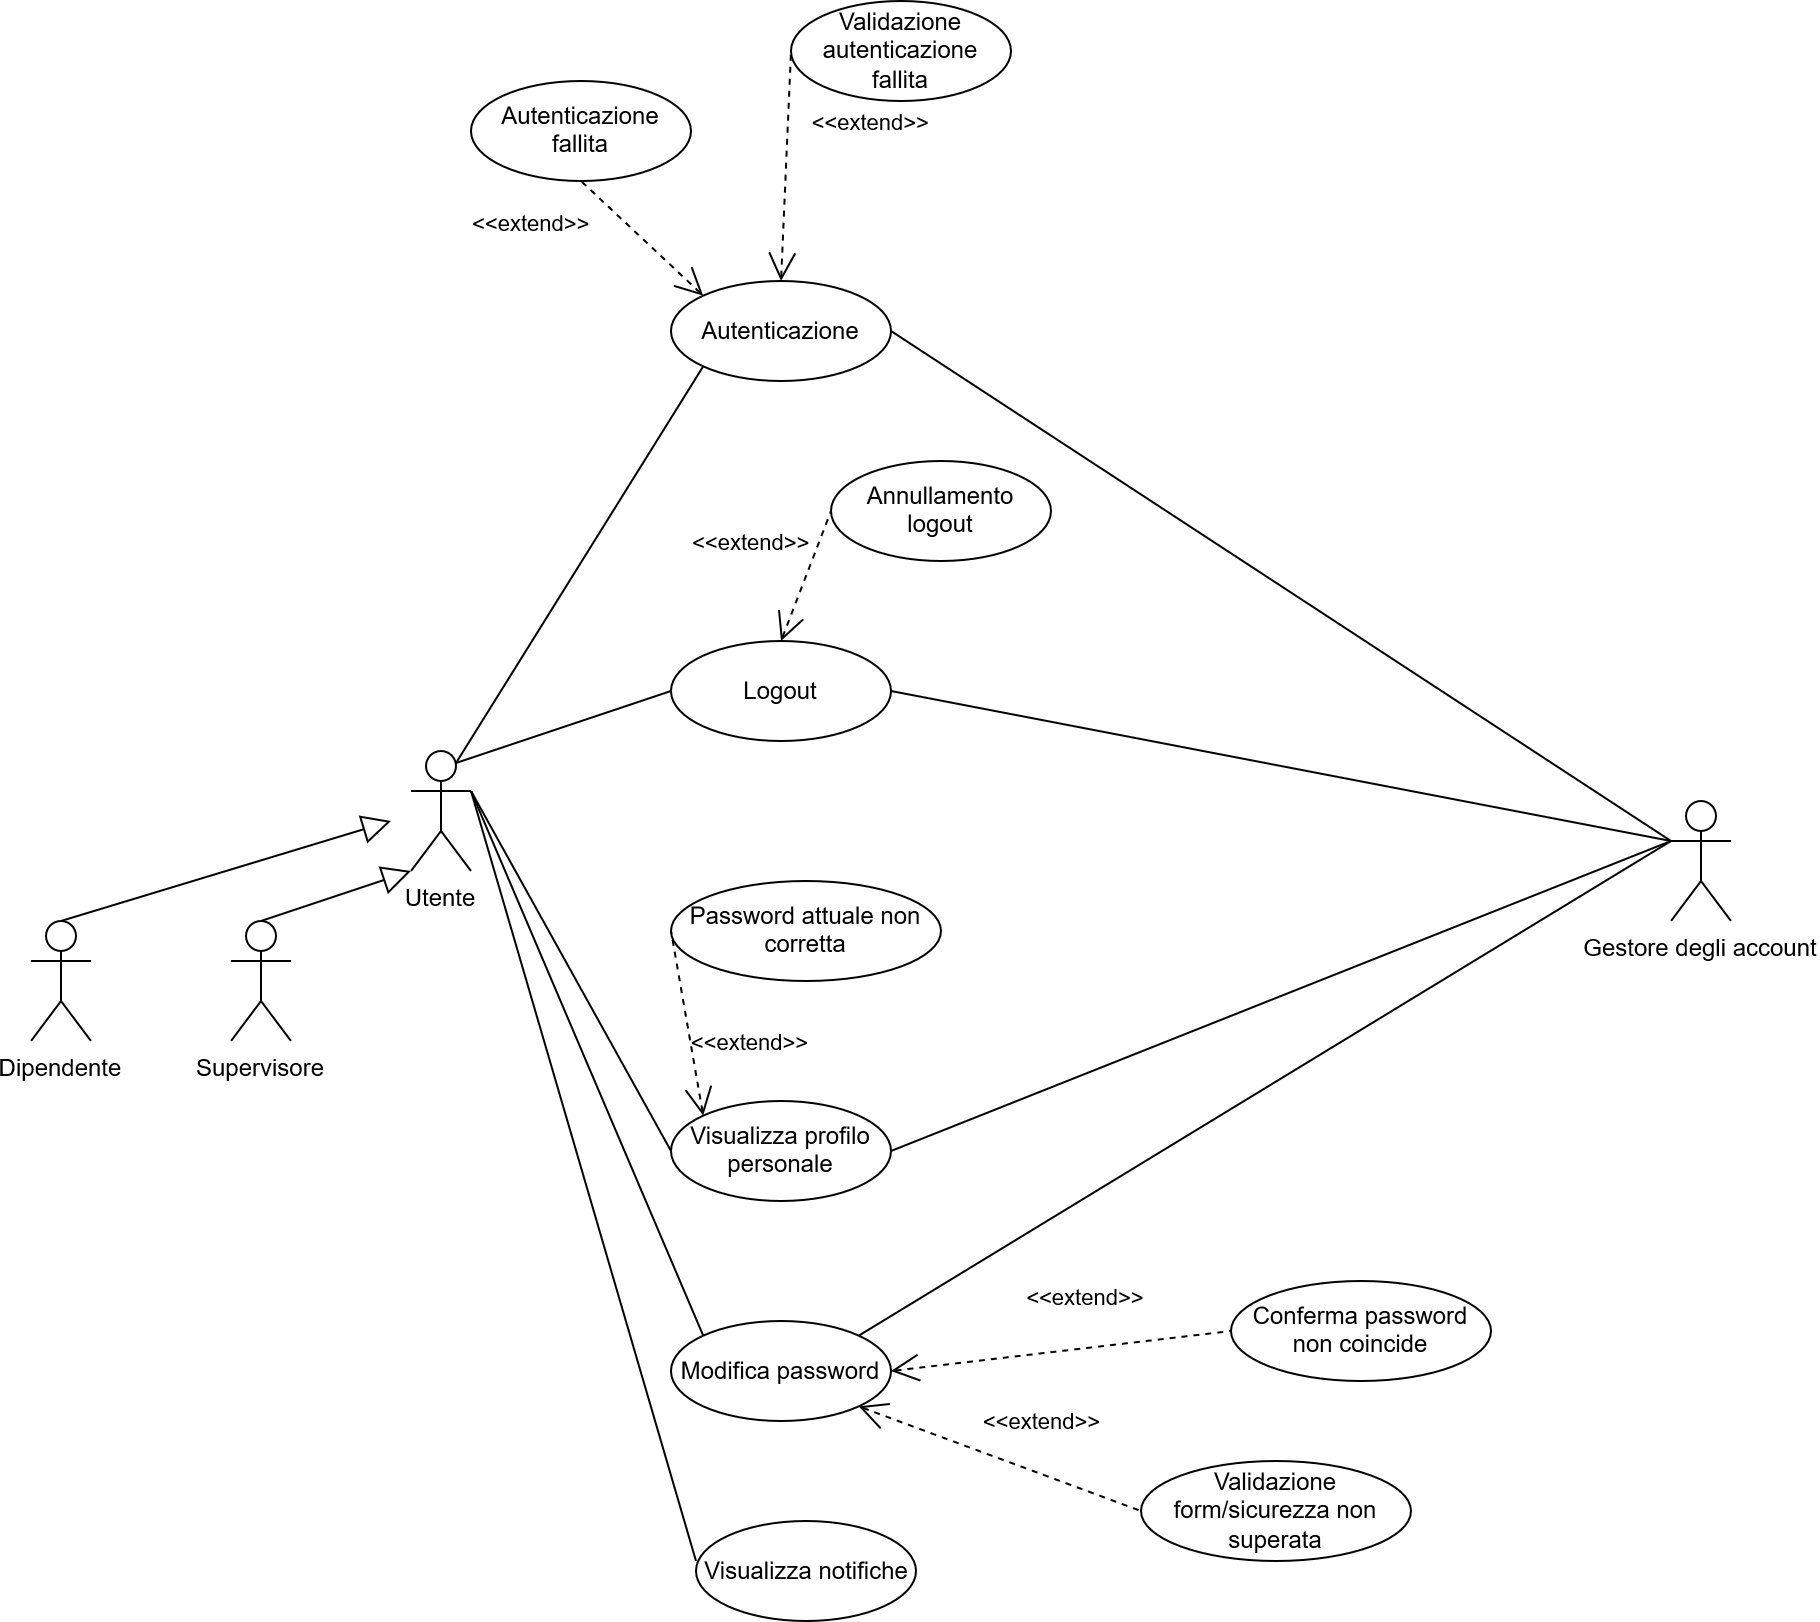 Validazione
autenticazione
fallita
Autenticazione
fallita
<<extend>>
<<extend>>
Autenticazione
Annullamento
logout
<<extend>>
Logout
Utente
Password attuale non
corretta
Gestore degli account
<<extend>>
Dipendente
Supervisore
Visualizza profilo
personale
<<extend>>
Conferma password
non coincide
Modifica password
<<extend>>
Validazione
form/sicurezza non
superata
Visualizza notifiche